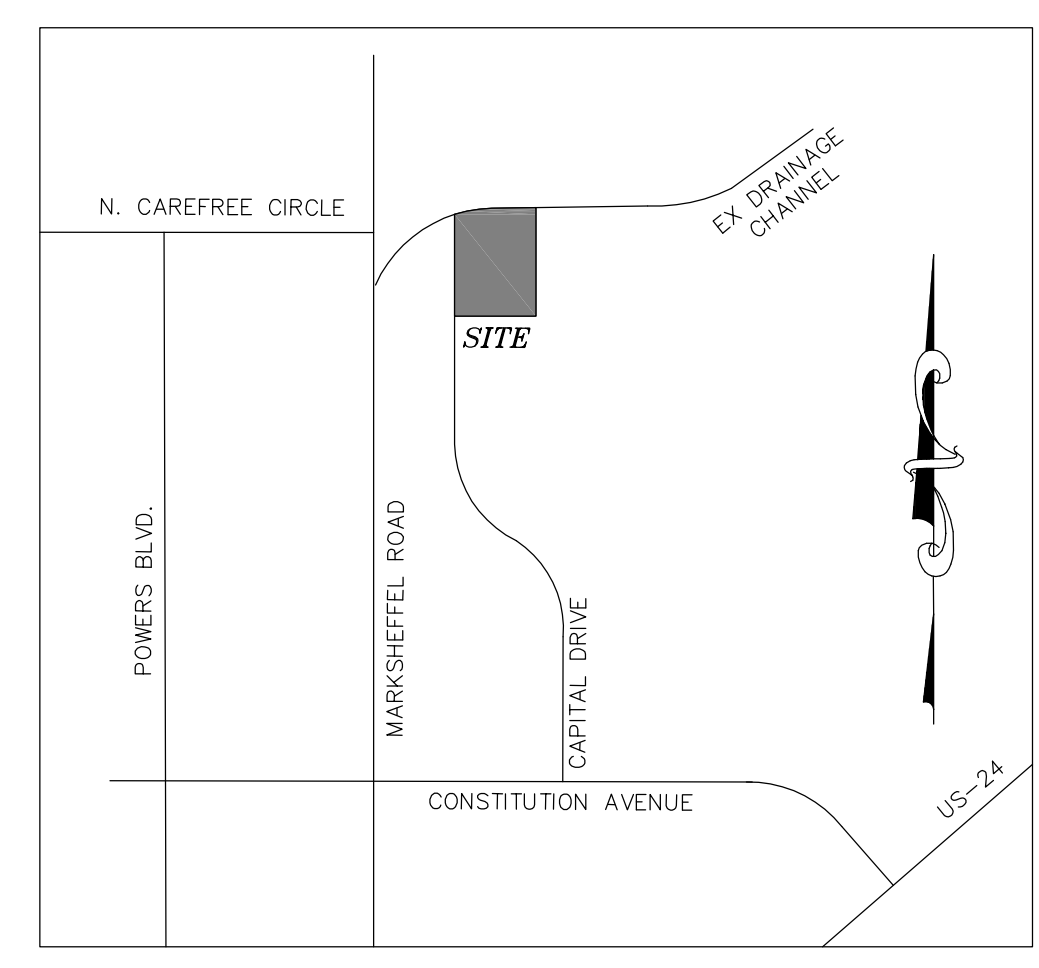 N. CAREFREE CIRCLE
EX DRAINAGE
CHANNEL
SITE
POWERS BLVD.
MARKSHEFFEL ROAD
CAPITAL DRIVE
CONSTITUTION AVENUE
US-24